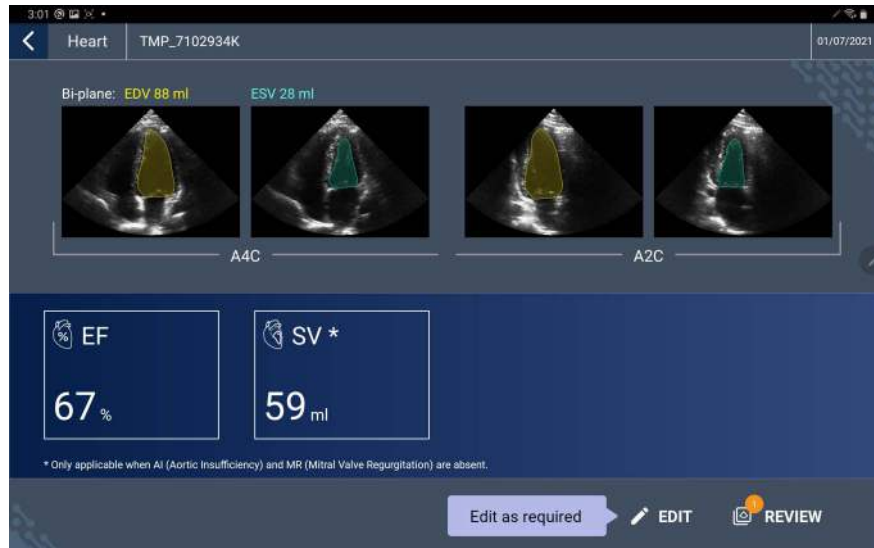 3:01
Heart
TMP_7102934K
01/07/2021
Bi-plane: EDV 88 ml
ESV 28 ml
A4C
A2C
% EF
67 %
SV *
59 ml
* Only applicable when AI (Aortic Insufficiency) and MR (Mitral Valve Regurgitation) are absent.
Edit as required
EDIT
1
REVIEW